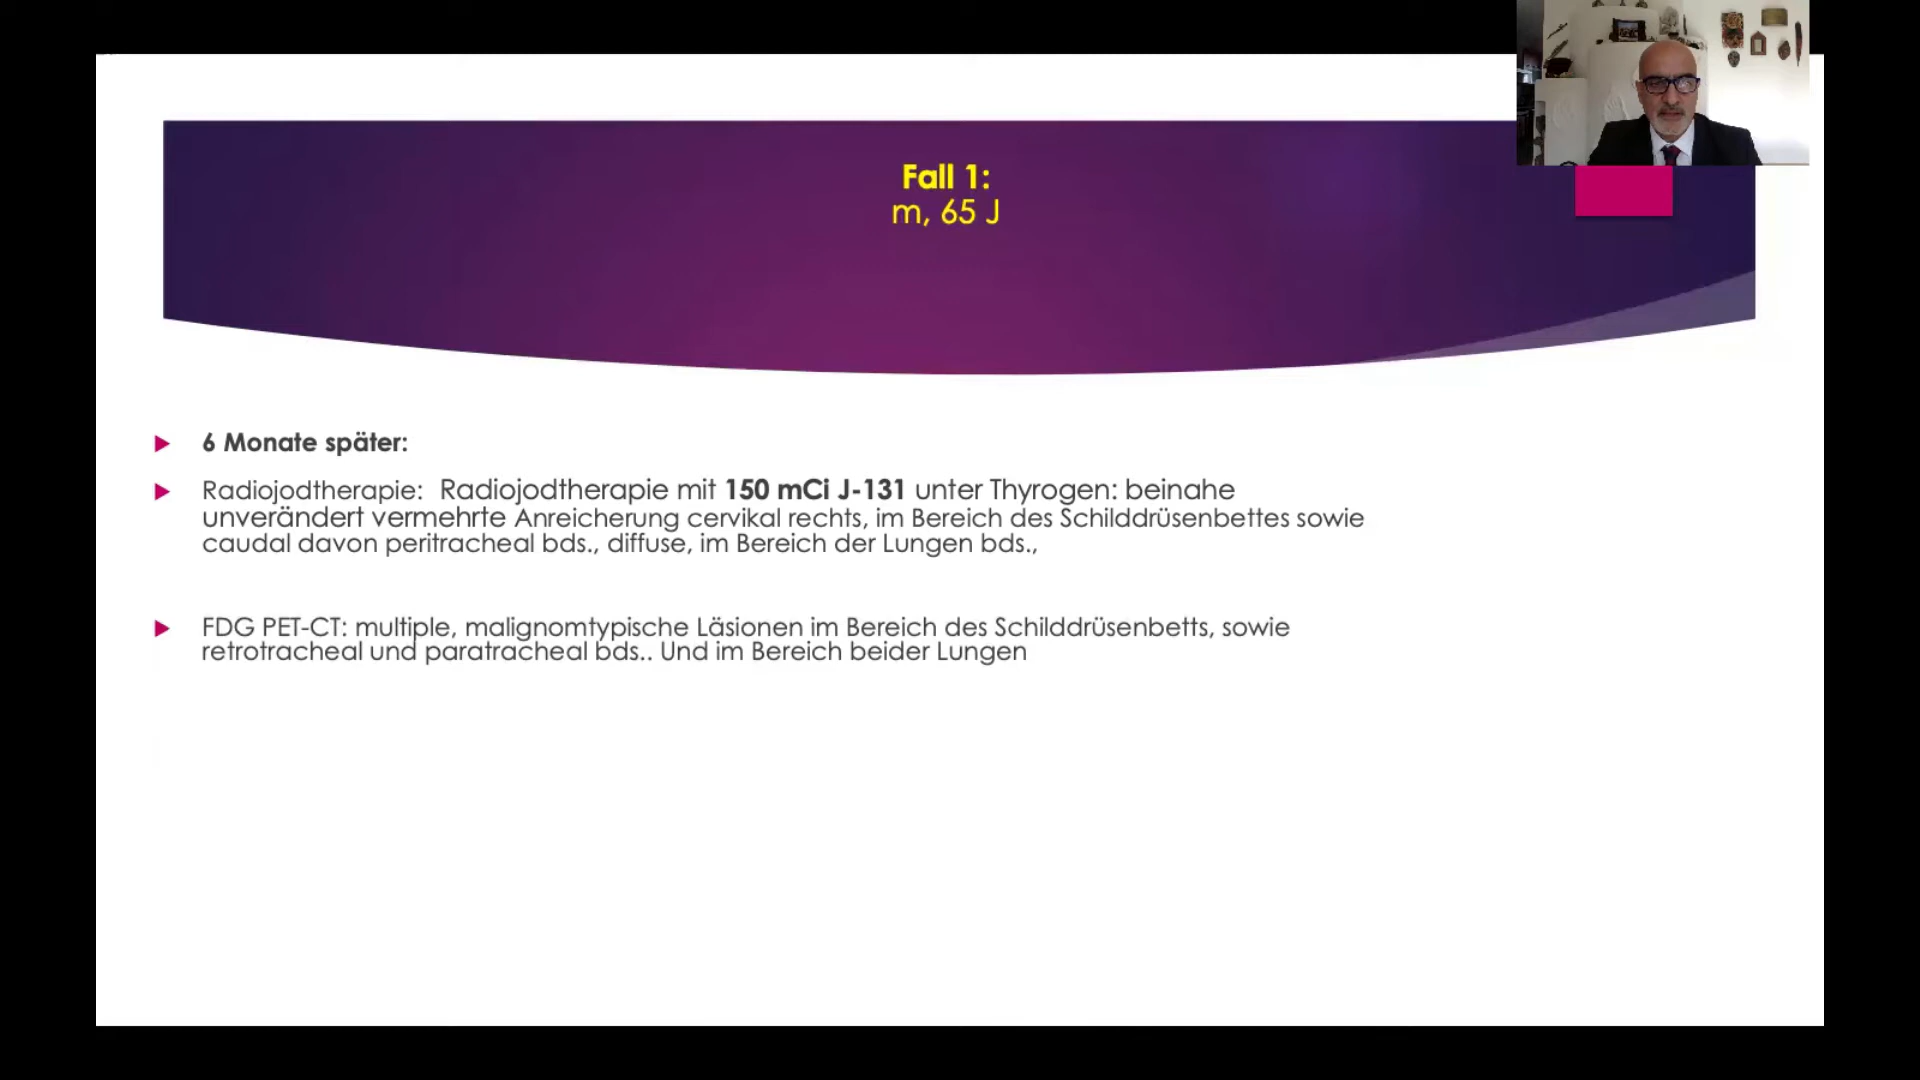 Fall 1:
m, 65 J
6 Monate später:
Radiojodtherapie: Radiojodtherapie mit 150 mCi J-131 unter Thyrogen: beinahe
unverändert vermehrte Anreicherung cervikal rechts, im Bereich des Schilddrüsenbettes sowie
caudal davon peritracheal bds., diffuse, im Bereich der Lungen bds.,
FDG PET-CT: multiple, malignomtypische Läsionen im Bereich des Schilddrüsenbetts, sowie
retrotracheal und paratracheal bds.. Und im Bereich beider Lungen